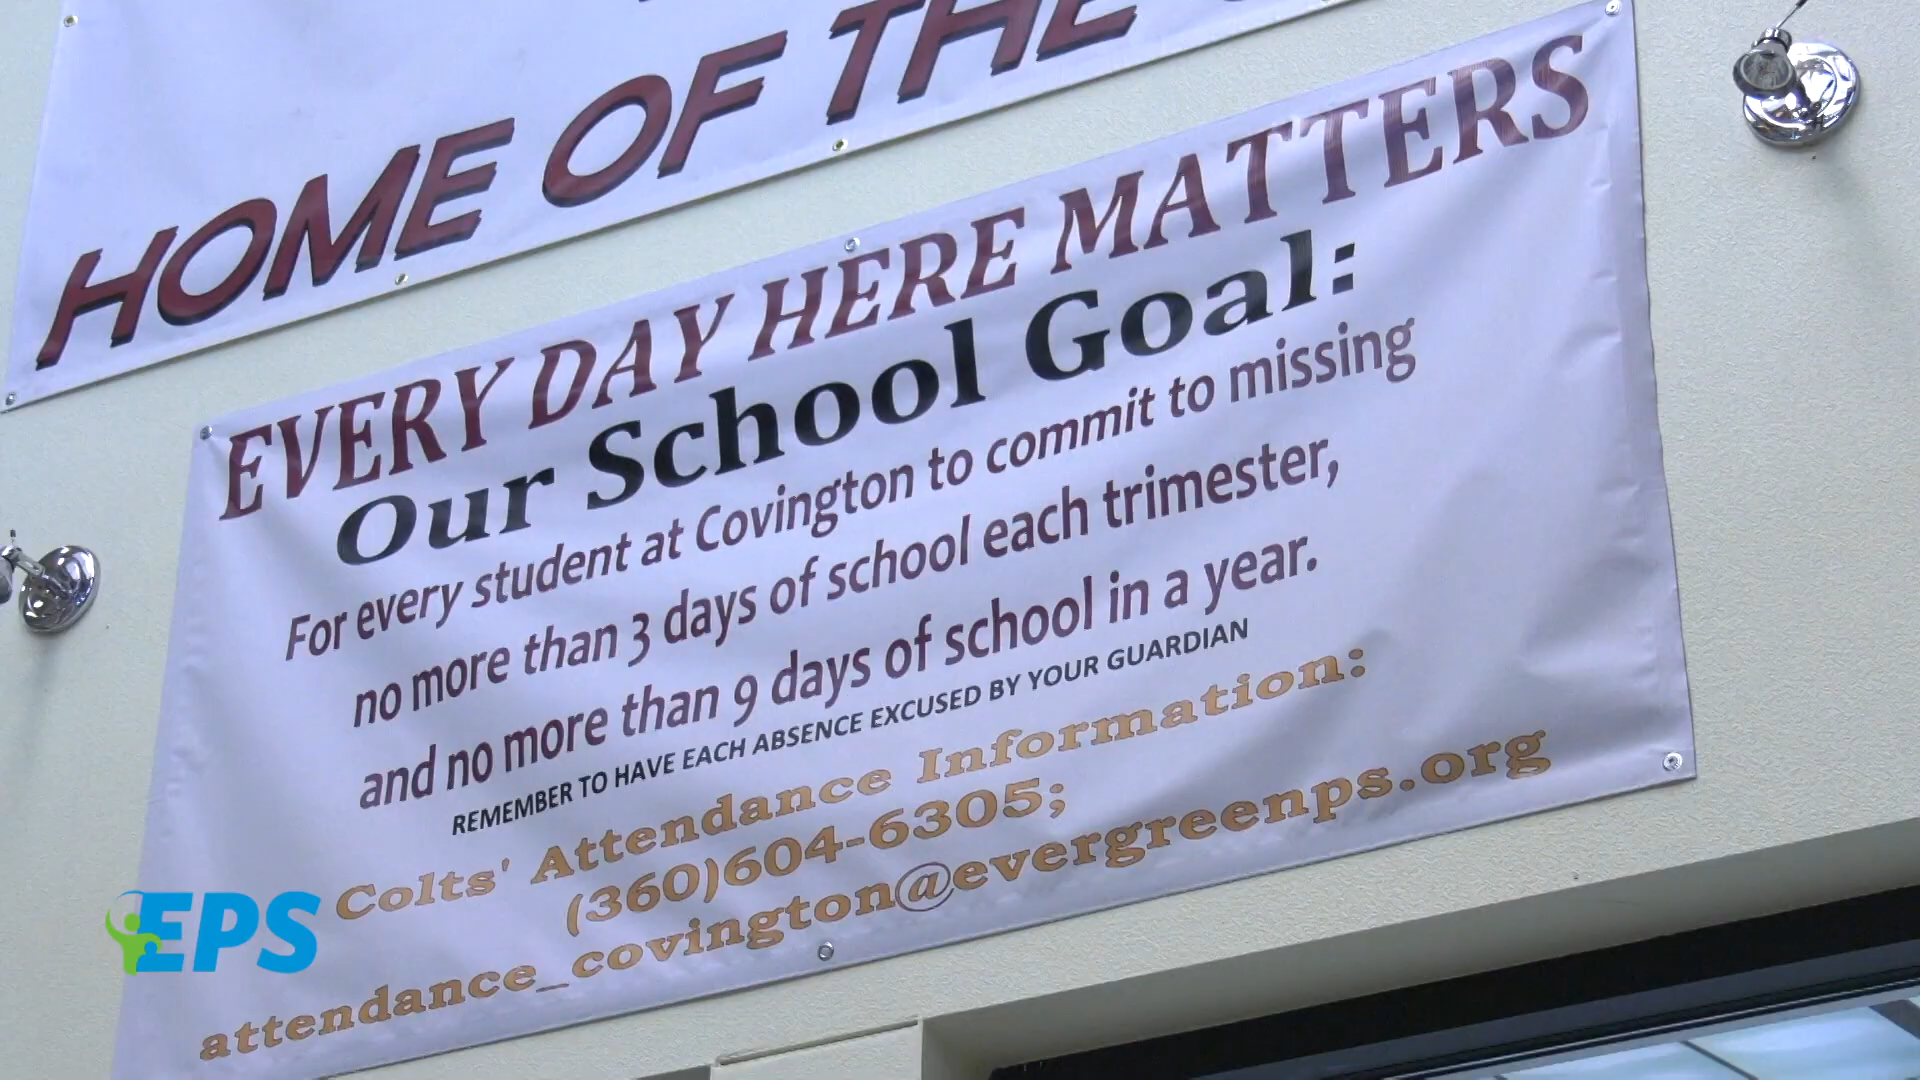 HOME OF THE
EVERY DAY HERE MATTERS
Our School Goal:
For every student at Covington to commit to missing
no more than 3 days of school each trimester,
and no more than 9 days of school in a year.
REMEMBER TO HAVE EACH ABSENCE EXCUSED BY YOUR GUARDIAN
Colts' Attendance Information:
(360)604-6305;
attendance_covington@evergreenps.org
EPS